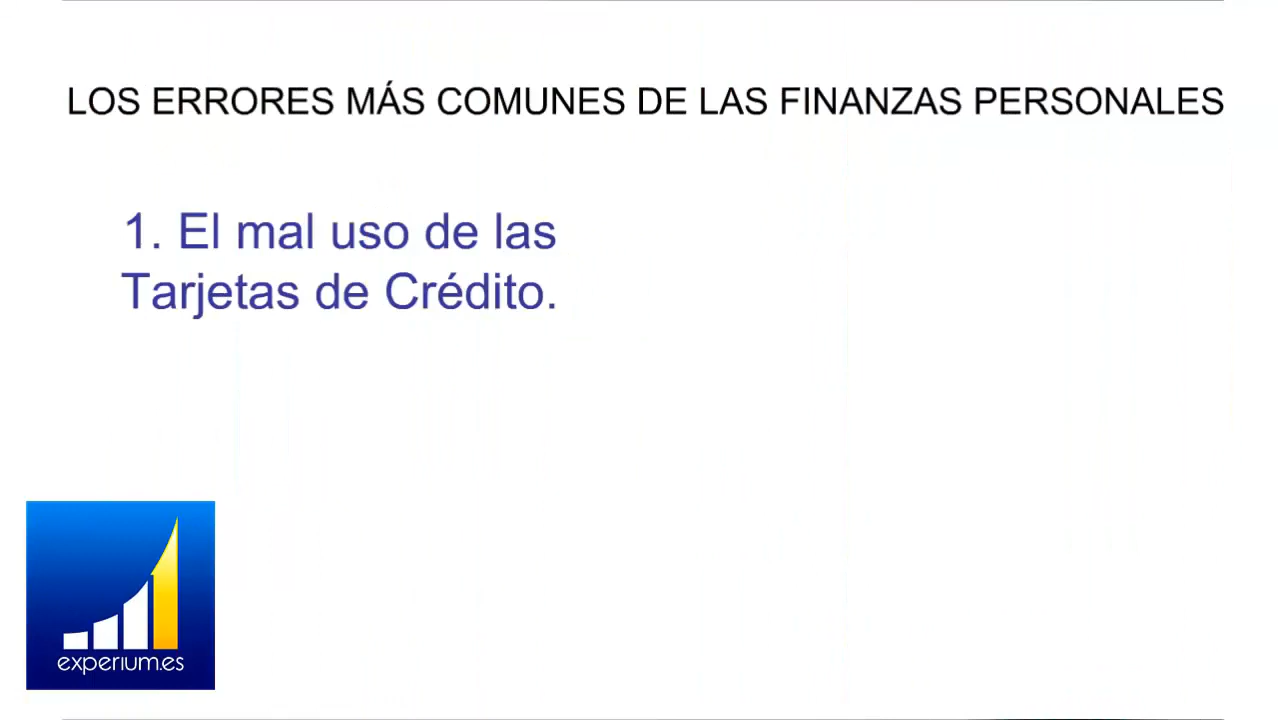 LOS ERRORES MÁS COMUNES DE LAS FINANZAS PERSONALES
1. El mal uso de las
Tarjetas de Crédito.
experium.es